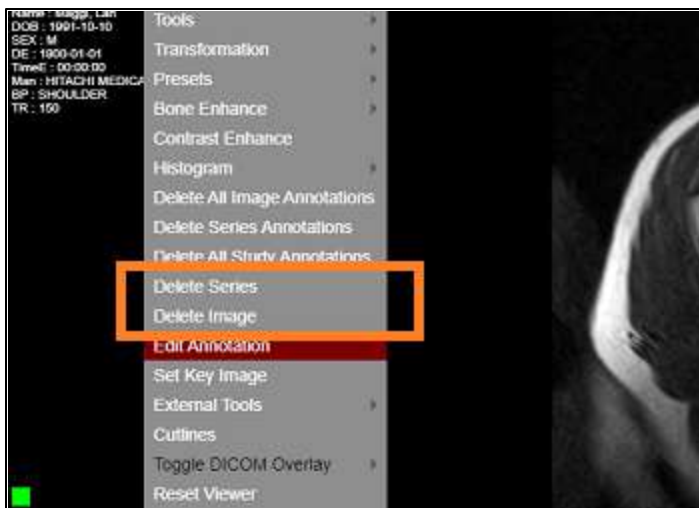 DOB : 1991-10-10
SEX : M
DE : 1900-01-01
TimeE : 00:00:00
Man : HITACHI MEDICA
BP : SHOULDER
TR : 150
Tools
Transformation
Presets
Bone Enhance
Contrast Enhance
Histogram
Delete All Image Annotations
Delete Series Annotations
Delete All Study Annotations
Delete Series
Delete Image
Edit Annotation
Set Key Image
External Tools
Cutlines
Toggle DICOM Overlay
Reset Viewer